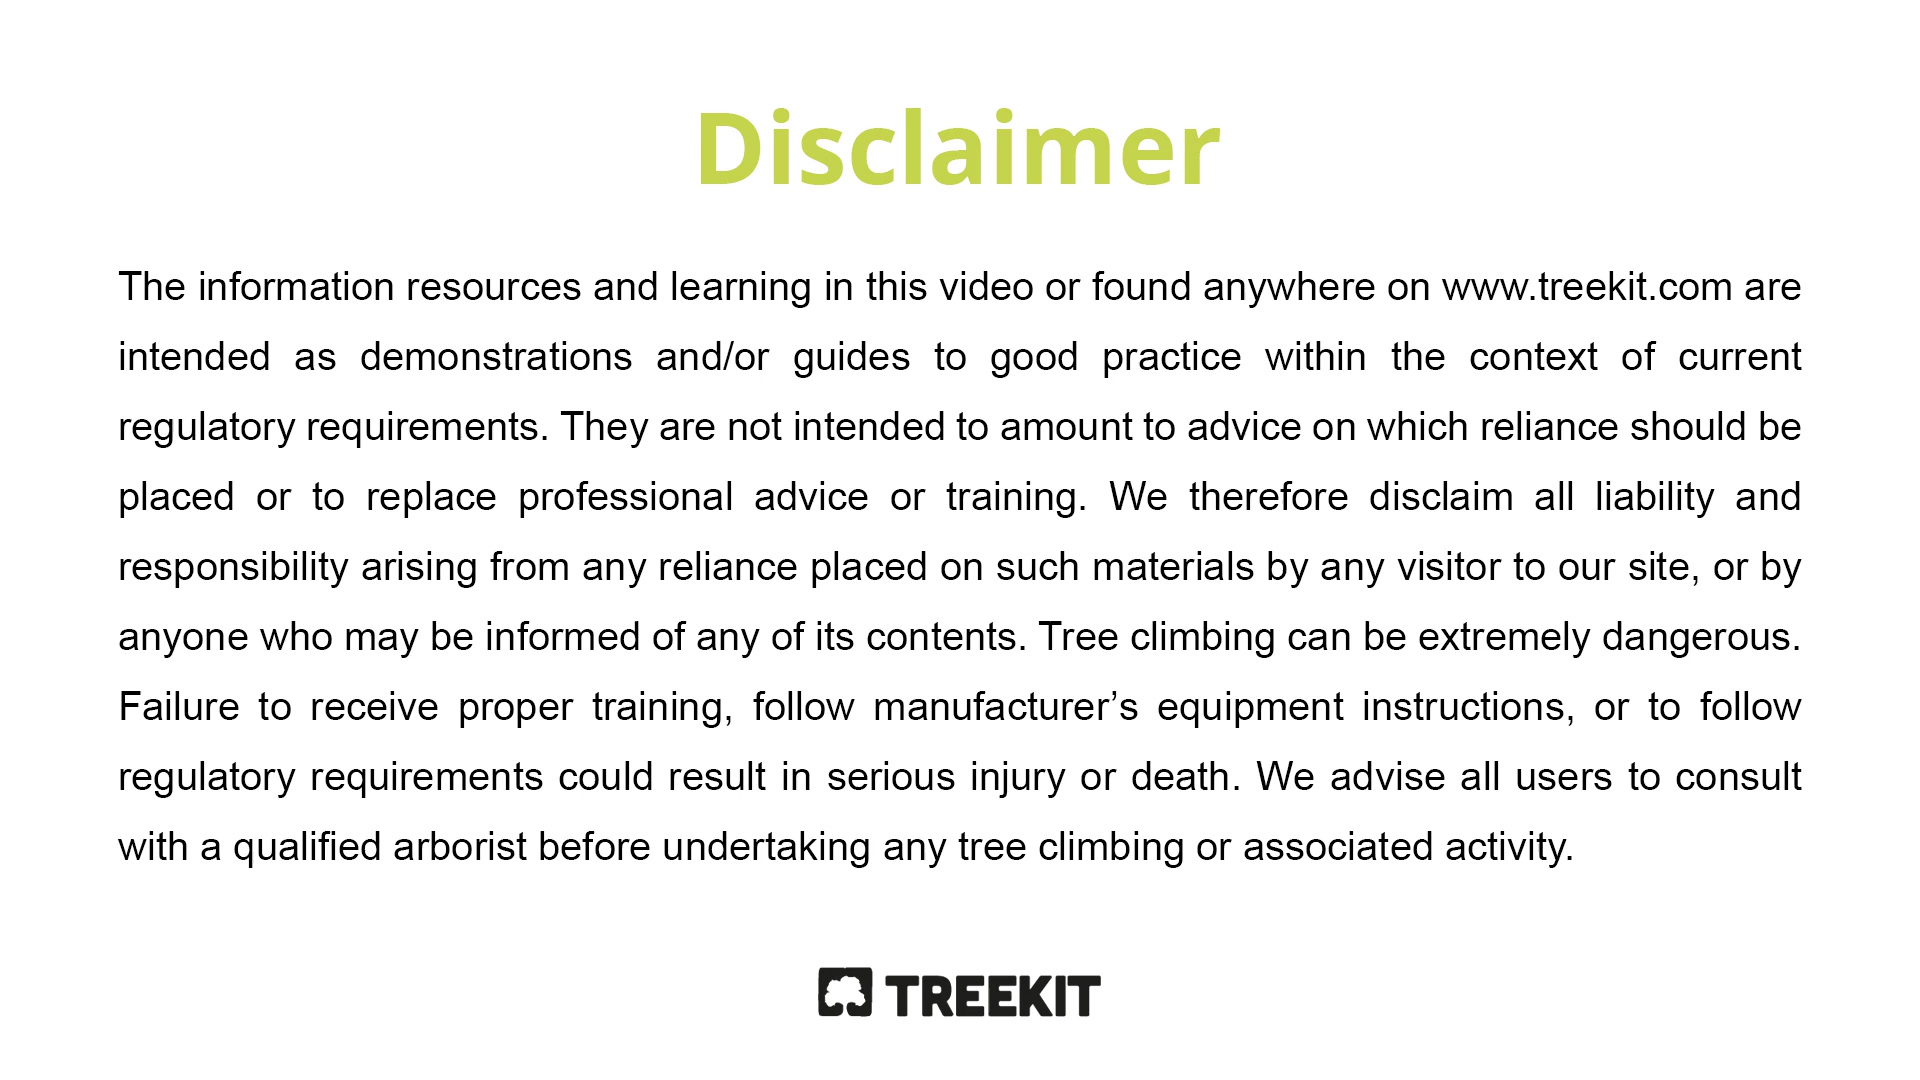 Disclaimer
The information resources and learning in this video or found anywhere on www.treekit.com are
intended as demonstrations and/or guides to good practice within the context of current
regulatory requirements. They are not intended to amount to advice on which reliance should be
placed or to replace professional advice or training. We therefore disclaim all liability and
responsibility arising from any reliance placed on such materials by any visitor to our site, or by
anyone who may be informed of any of its contents. Tree climbing can be extremely dangerous.
Failure to receive proper training, follow manufacturer’s equipment instructions, or to follow
regulatory requirements could result in serious injury or death. We advise all users to consult
with a qualified arborist before undertaking any tree climbing or associated activity.
TREEKIT